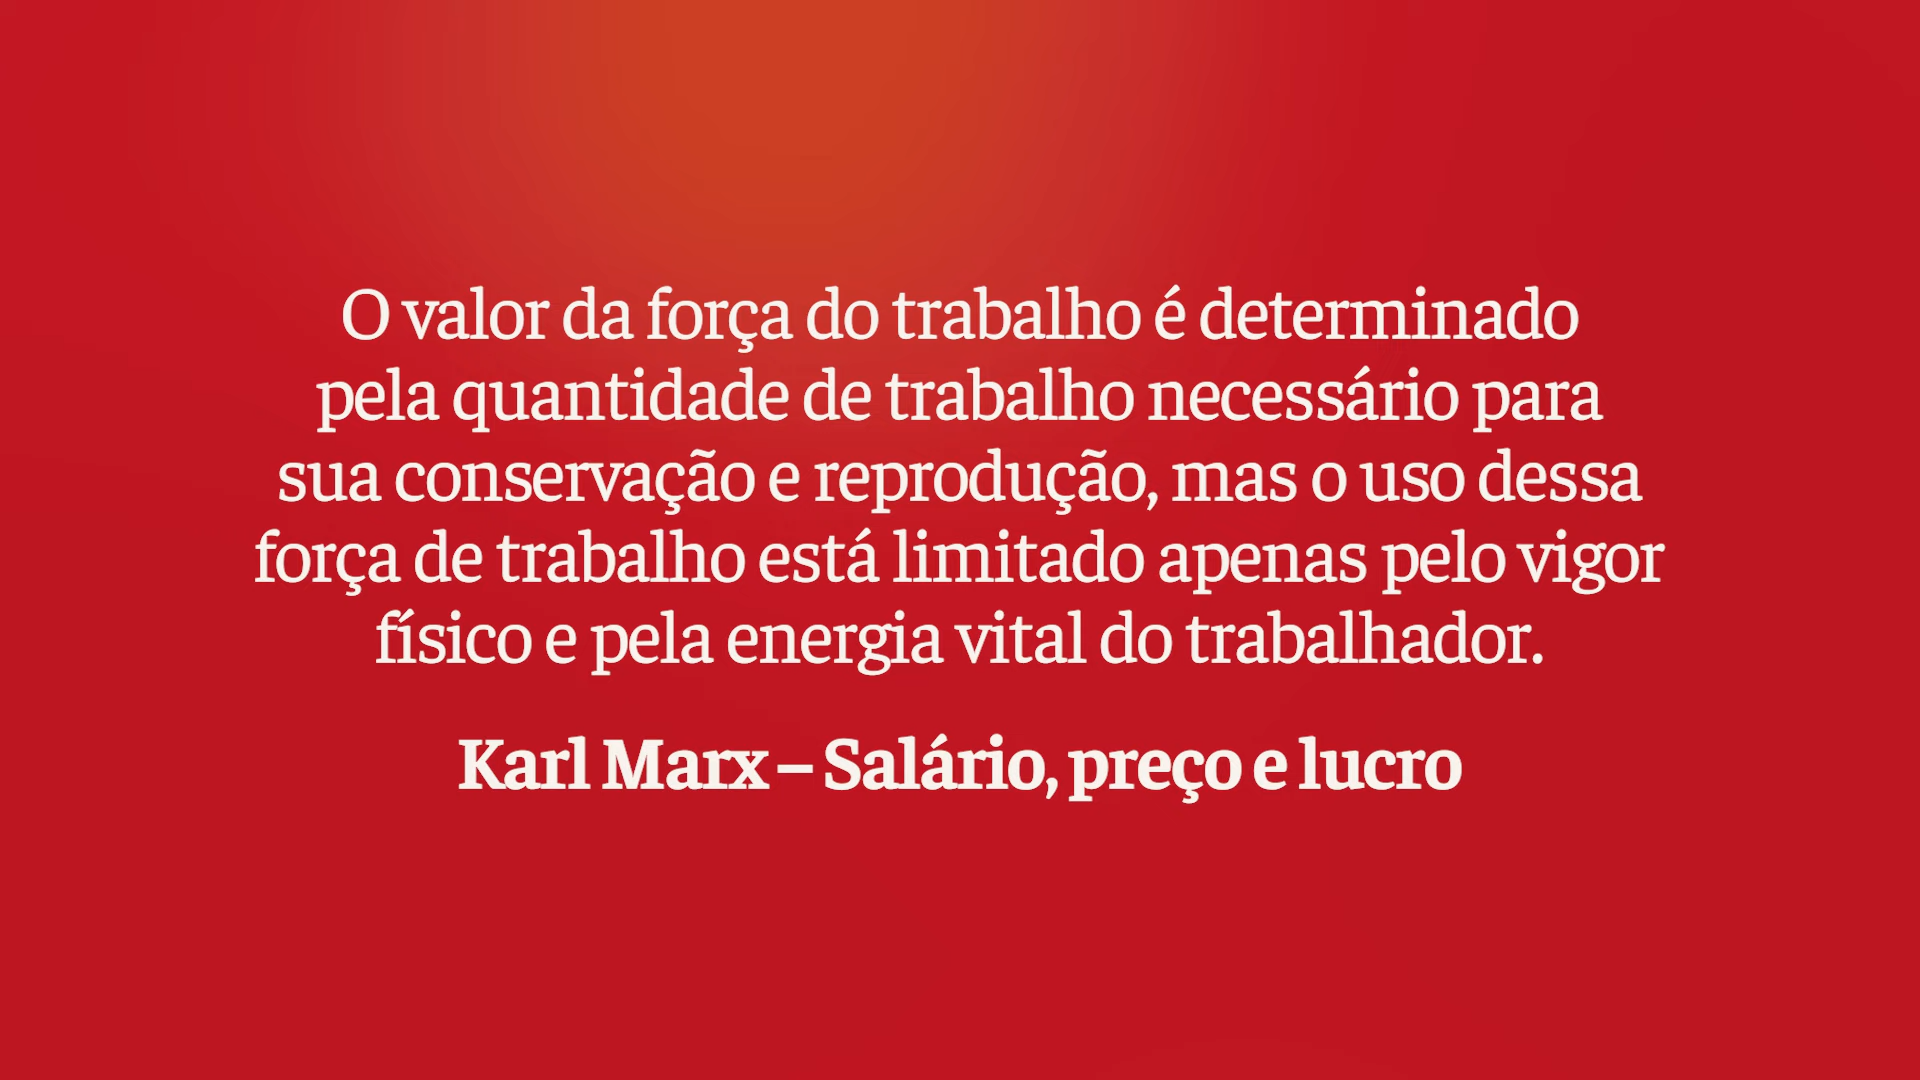 O valor da força do trabalho é determinado
pela quantidade de trabalho necessário para
sua conservação e reprodução, mas o uso dessa
força de trabalho está limitado apenas pelo vigor
físico e pela energia vital do trabalhador.
Karl Marx – Salário, preço e lucro